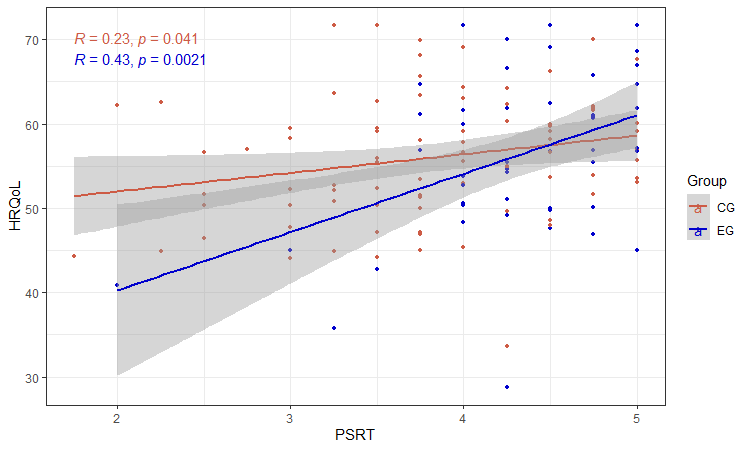 R = 0.23, p = 0.041
R = 0.43, p = 0.0021
70
60
50
40
30
HRQoL
2
3
4
5
PSRT
Group
a CG
a EG